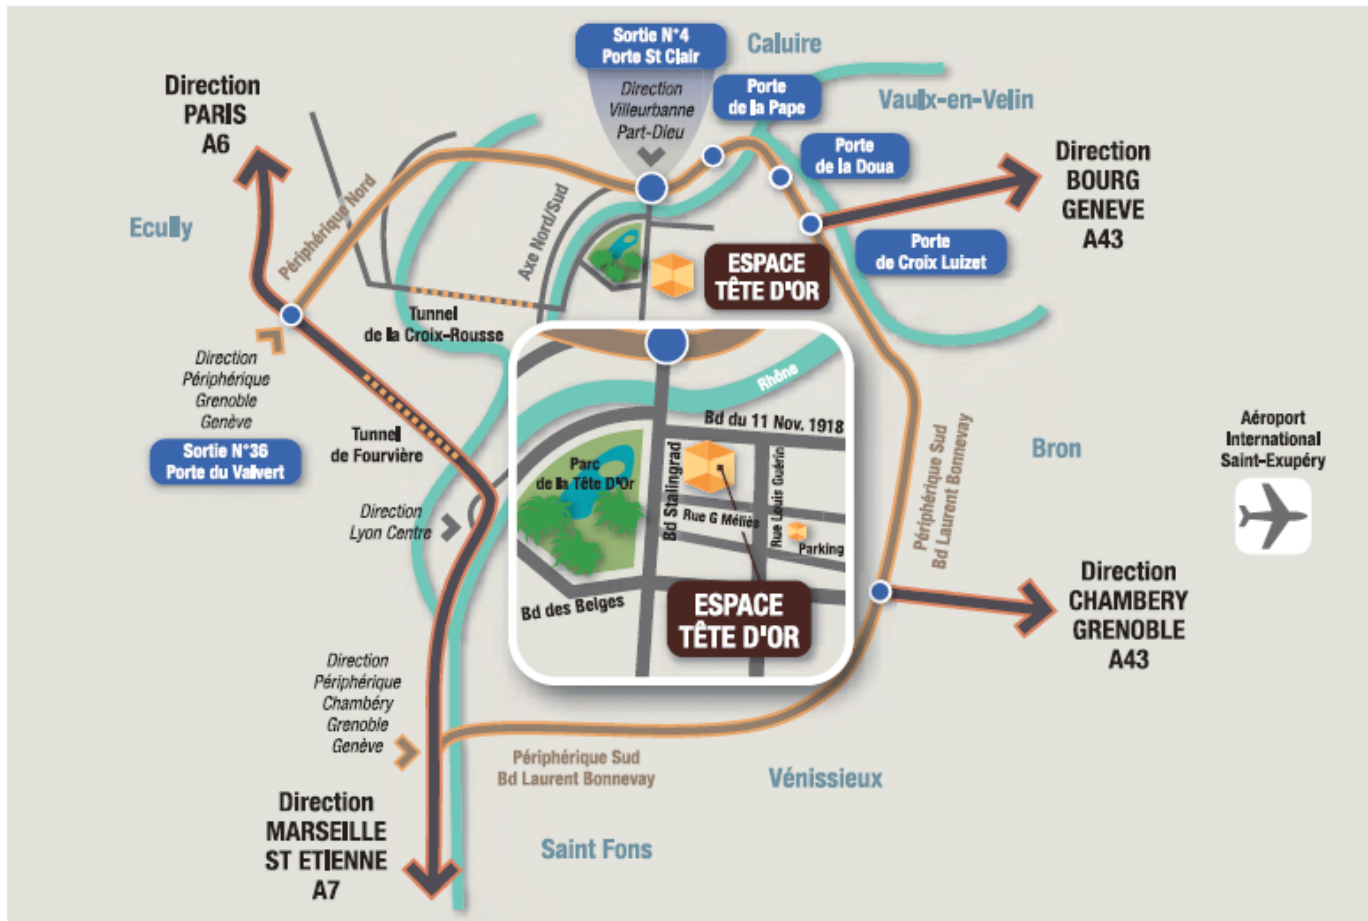 Sortie N°4
Porte St Clair
Direction
Villeurbanne
Part-Dieu
Caluire
Porte
de la Pape
Vaulx-en-Velin
Porte
de la Doua
Direction
PARIS
A6
Direction
BOURG
GENEVE
A43
Ecully
Périphérique Nord
Axe Nord/Sud
Porte
de Croix Luizet
ESPACE
TÊTE D'OR
Tunnel
de la Croix-Rousse
Direction
Périphérique
Grenoble
Genève
Sortie N°36
Porte du Valvert
Tunnel
de Fourvière
Direction
Lyon Centre
Rhône
Bd du 11 Nov. 1918
Parc
de la Tête D'Or
Bd Stalingrad
Rue Louis Guérin
Rue G Méliès
Parking
Bd des Belges
ESPACE
TÊTE D'OR
Périphérique Sud
Bd Laurent Bonnevay
Bron
Aéroport
International
Saint-Exupéry
Direction
CHAMBERY
GRENOBLE
A43
Direction
Périphérique
Chambéry
Grenoble
Genève
Périphérique Sud
Bd Laurent Bonnevay
Vénissieux
Direction
MARSEILLE
ST ETIENNE
A7
Saint Fons